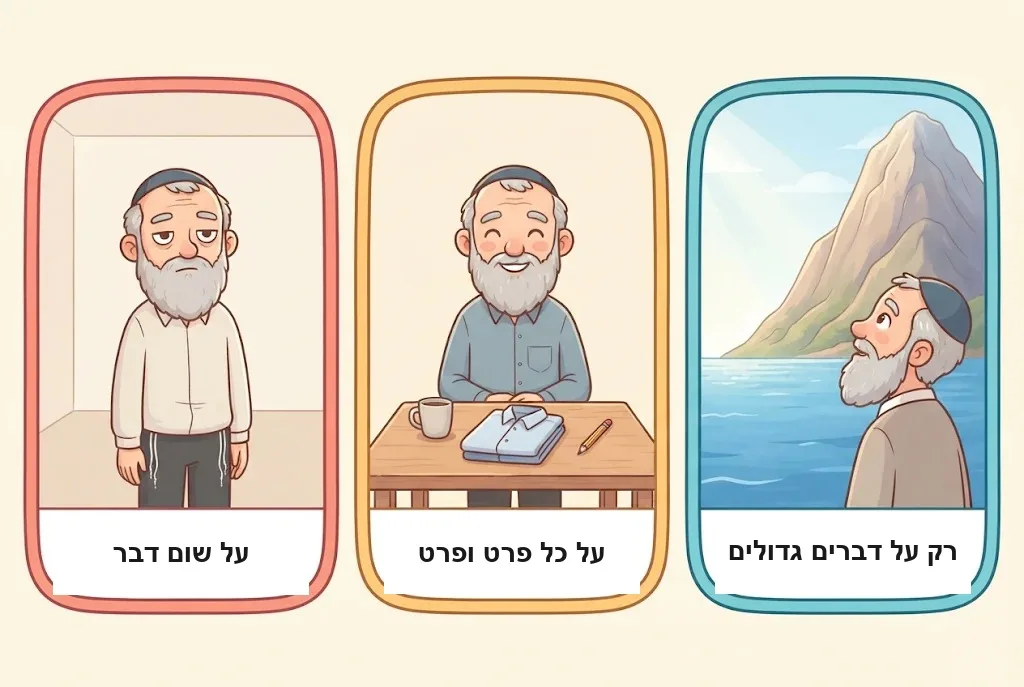 רק על דברים גדולים
על כל פרט ופרט
על שום דבר